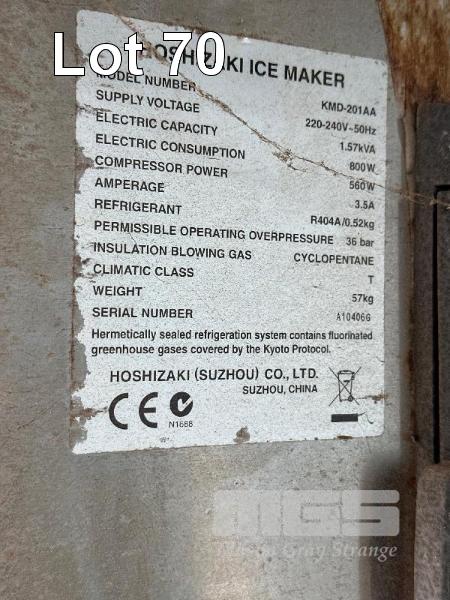 Lot 70
HOSHIZAKI ICE MAKER
MODEL NUMBER KMD-201AA
SUPPLY VOLTAGE 220-240V~50Hz
ELECTRIC CAPACITY 1.57kVA
ELECTRIC CONSUMPTION 800W
COMPRESSOR POWER 560W
AMPERAGE 3.5A
REFRIGERANT R404A/0.52kg
PERMISSIBLE OPERATING OVERPRESSURE 36 bar
INSULATION BLOWING GAS CYCLOPENTANE
CLIMATIC CLASS T
WEIGHT 57kg
SERIAL NUMBER A10406G
Hermetically sealed refrigeration system contains fluorinated
greenhouse gases covered by the Kyoto Protocol.
HOSHIZAKI (SUZHOU) CO., LTD.
SUZHOU, CHINA
CE
N1688
MGS
Mason Gray Strange